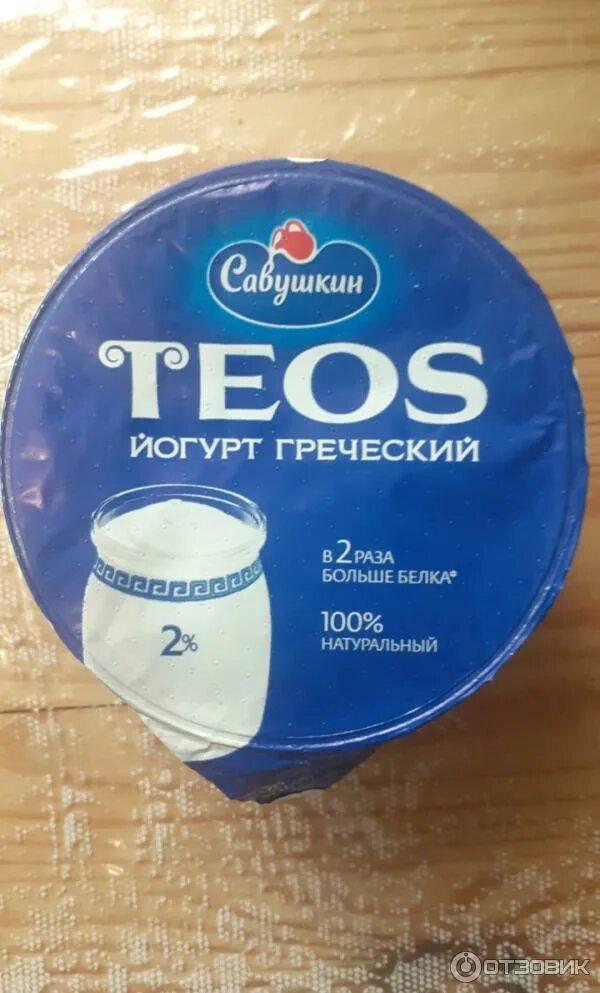 Савушкин
TEOS
ЙОГУРТ ГРЕЧЕСКИЙ
В 2 РАЗА
БОЛЬШЕ БЕЛКА*
2%
100%
НАТУРАЛЬНЫЙ
ОТЗОВИК